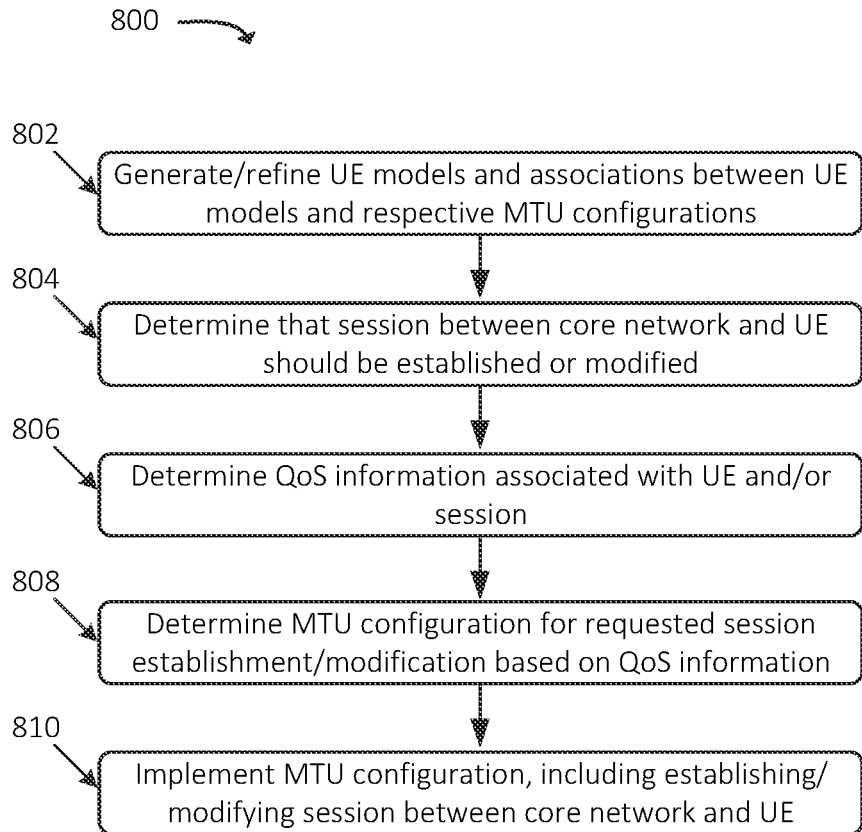 800
802
Generate/refine UE models and associations between UE
models and respective MTU configurations
804
Determine that session between core network and UE
should be established or modified
806
Determine QoS information associated with UE and/or
session
808
Determine MTU configuration for requested session
establishment/modification based on QoS information
810
Implement MTU configuration, including establishing/
modifying session between core network and UE